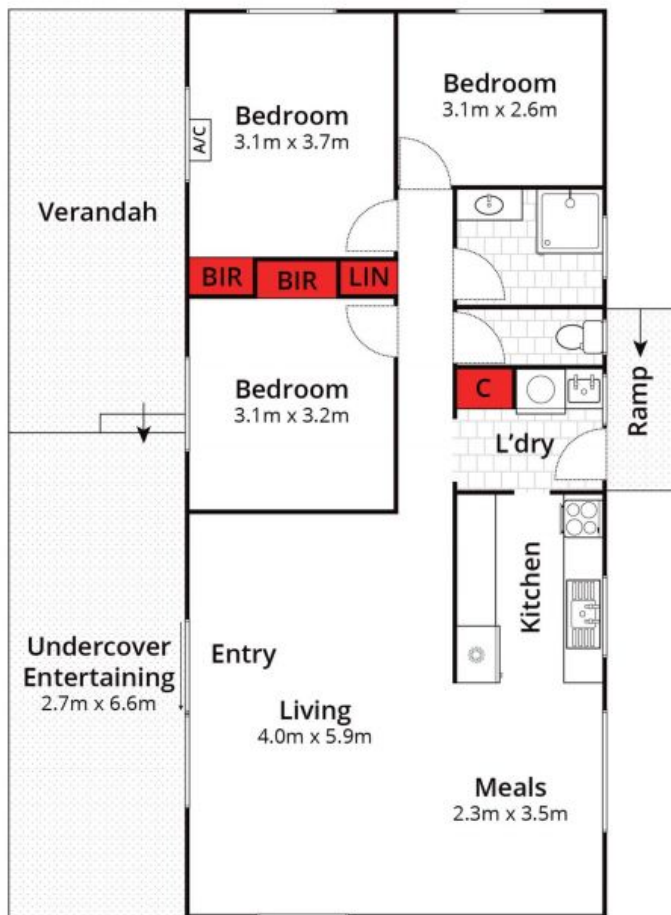 Bedroom
3.1m x 3.7m
Bedroom
3.1m x 2.6m
A/C
Verandah
BIR
BIR
LIN
Bedroom
3.1m x 3.2m
C
L'dry
Ramp
Kitchen
Undercover
Entertaining
2.7m x 6.6m
Entry
Living
4.0m x 5.9m
Meals
2.3m x 3.5m